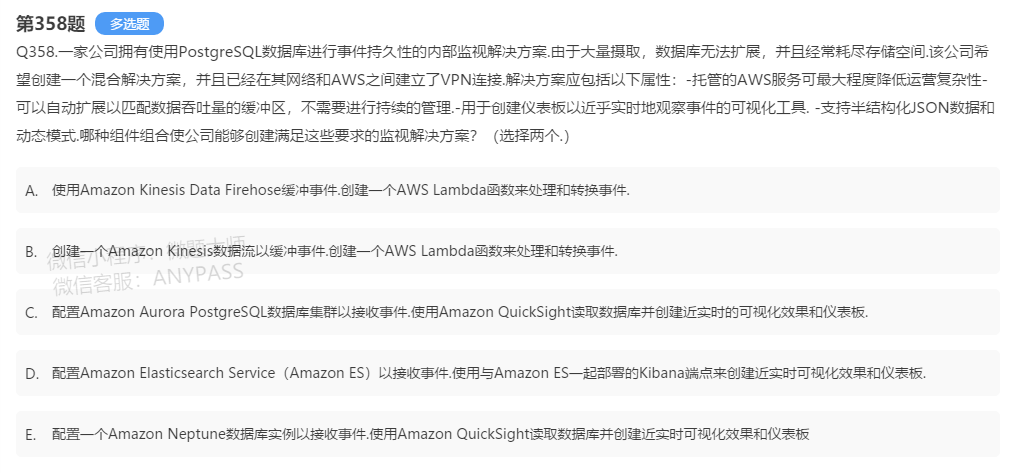 第358题 多选题
Q358.一家公司拥有使用PostgreSQL数据库进行事件持久性的内部监视解决方案.由于大量摄取，数据库无法扩展，并且经常耗尽存储空间.该公司希
望创建一个混合解决方案，并且已经在其网络和AWS之间建立了VPN连接.解决方案应包括以下属性：-托管的AWS服务可最大程度降低运营复杂性-
可以自动扩展以匹配数据吞吐量的缓冲区，不需要进行持续的管理.-用于创建仪表板以近乎实时地观察事件的可视化工具. -支持半结构化JSON数据和
动态模式.哪种组件组合使公司能够创建满足这些要求的监视解决方案？（选择两个.）
A. 使用Amazon Kinesis Data Firehose缓冲事件.创建一个AWS Lambda函数来处理和转换事件.
B. 创建一个Amazon Kinesis数据流以缓冲事件.创建一个AWS Lambda函数来处理和转换事件.
微信小程序：微题大师
微信客服：ANYPASS
C. 配置Amazon Aurora PostgreSQL数据库集群以接收事件.使用Amazon QuickSight读取数据库并创建近实时的可视化效果和仪表板.
D. 配置Amazon Elasticsearch Service（Amazon ES）以接收事件.使用与Amazon ES一起部署的Kibana端点来创建近实时可视化效果和仪表板.
E. 配置一个Amazon Neptune数据库实例以接收事件.使用Amazon QuickSight读取数据库并创建近实时可视化效果和仪表板